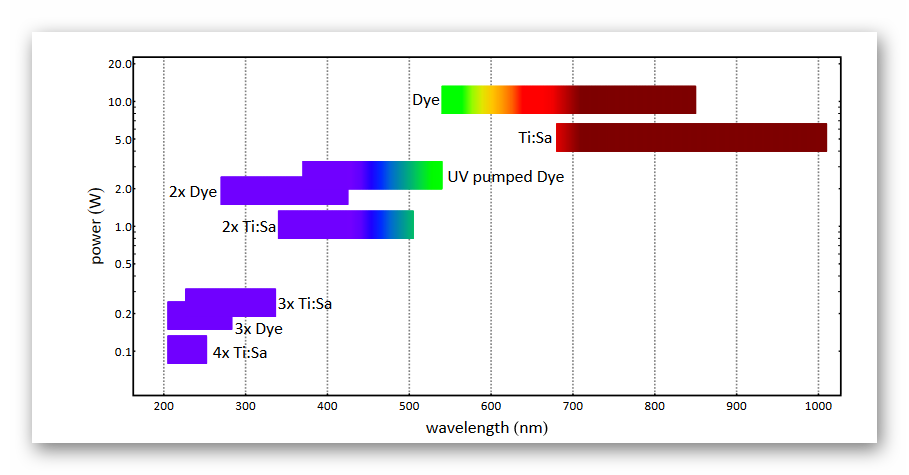 20.0
Dye
10.0
Ti:Sa
5.0
UV pumped Dye
2x Dye
2.0
2x Ti:Sa
1.0
power (W)
0.5
3x Ti:Sa
0.2
3x Dye
4x Ti:Sa
0.1
200 300 400 500 600 700 800 900 1000
wavelength (nm)